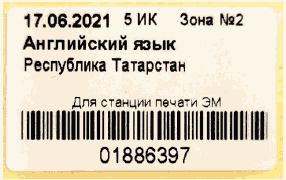 17.06.2021 5 ИК Зона №2
Английский язык
Республика Татарстан
Для станции печати ЭМ
01886397